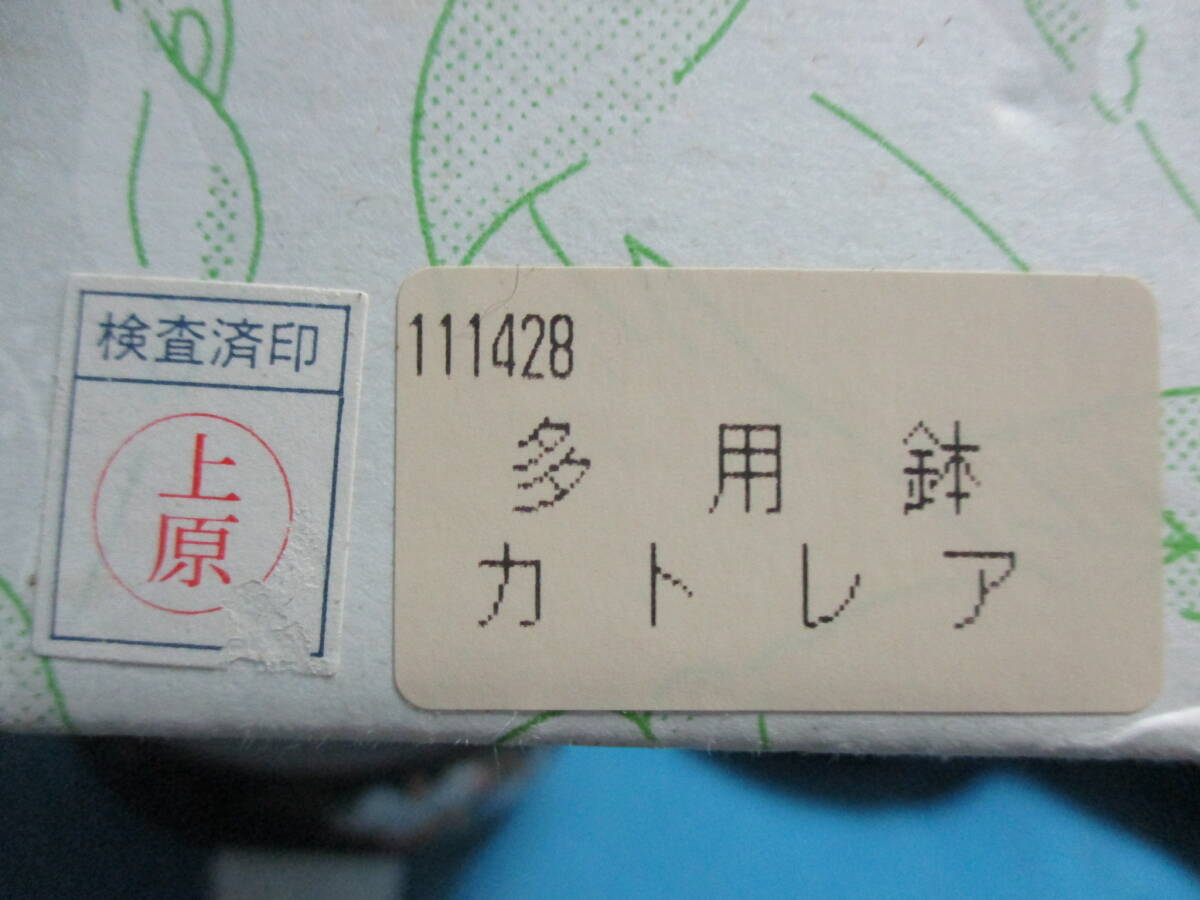 検査済印
上原
111428
多用鉢
カトレア